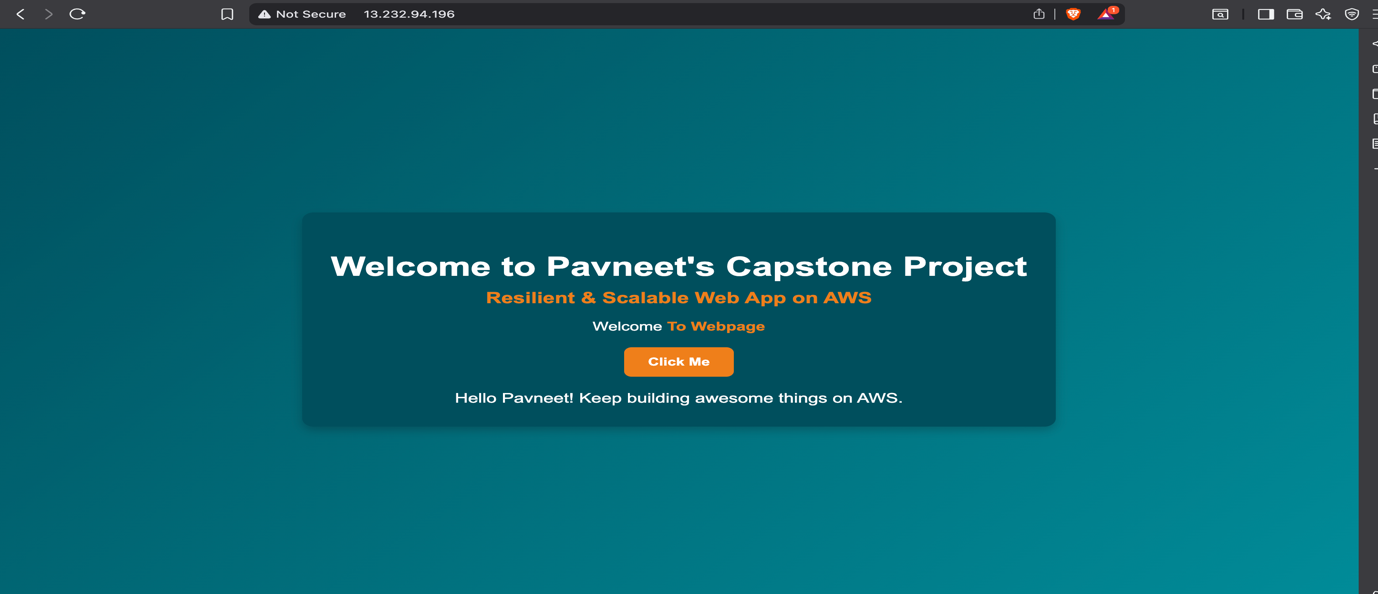 Not Secure 13.232.94.196
1
Welcome to Pavneet's Capstone Project
Resilient & Scalable Web App on AWS
Welcome To Webpage
Click Me
Hello Pavneet! Keep building awesome things on AWS.